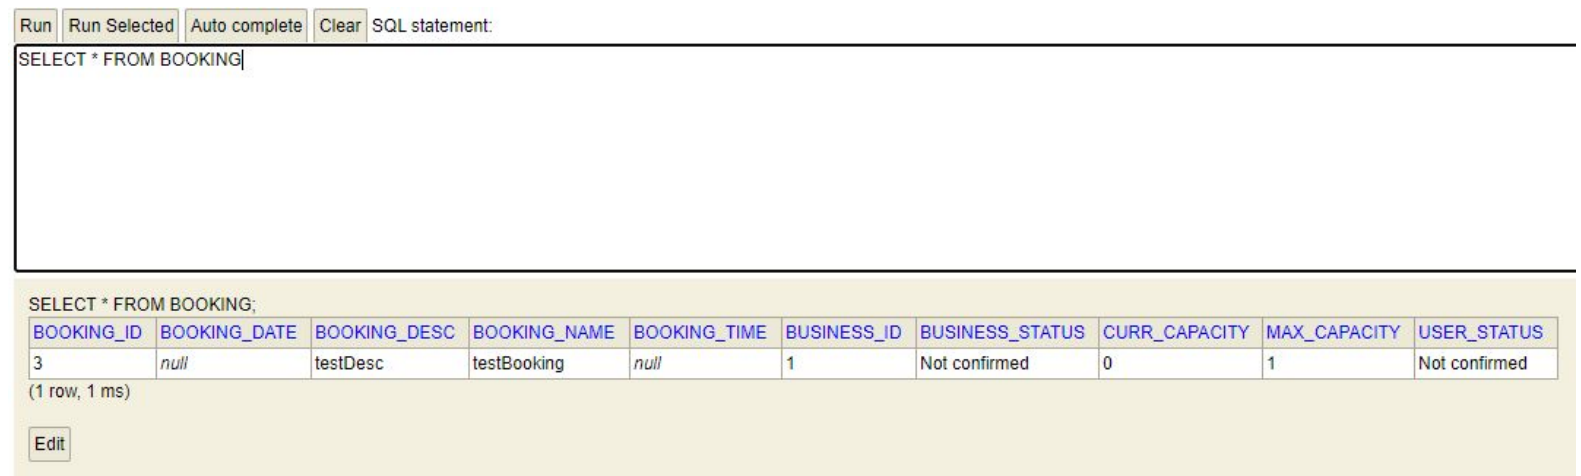 Run Run Selected Auto complete Clear SQL statement:
SELECT * FROM BOOKING
SELECT * FROM BOOKING;
BOOKING_ID BOOKING_DATE BOOKING_DESC BOOKING_NAME BOOKING_TIME BUSINESS_ID BUSINESS_STATUS CURR_CAPACITY MAX_CAPACITY USER_STATUS
3 null testDesc testBooking null 1 Not confirmed 0 1 Not confirmed
(1 row, 1 ms)
Edit